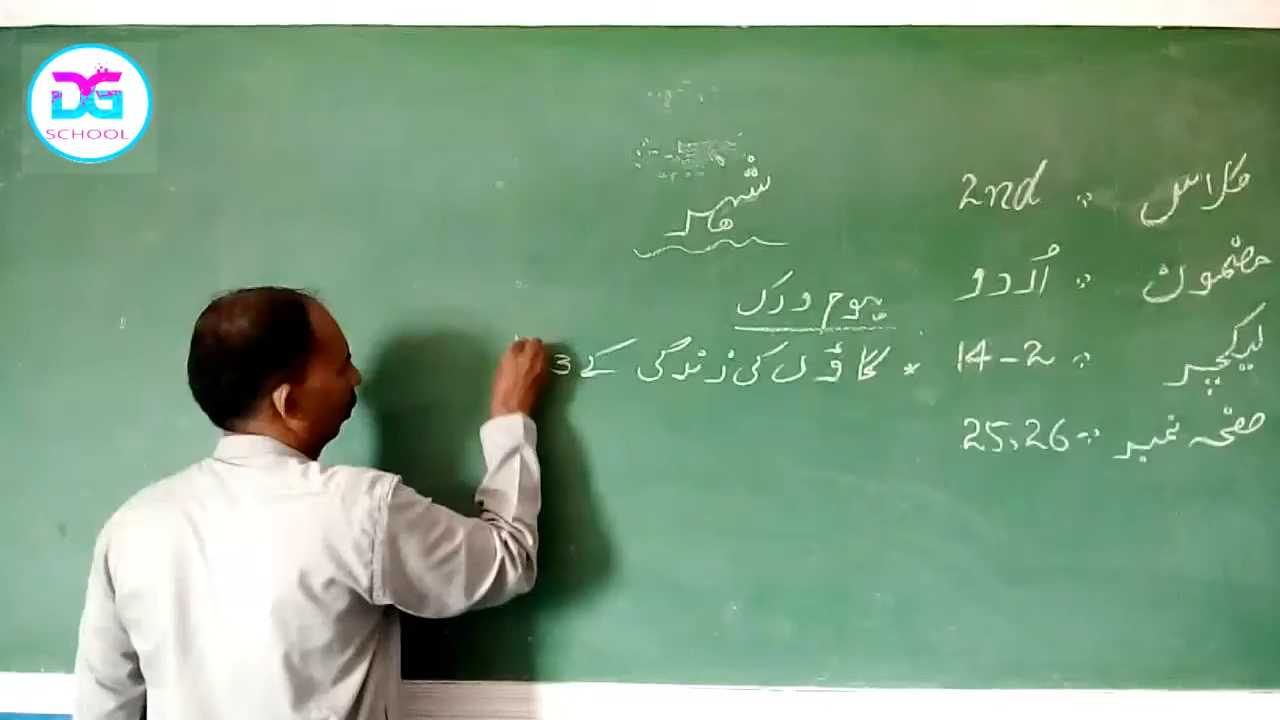 DG
SCHOOL
شہر
کلاس : 2nd
مضمون : اُردو
لیکچر : 14-2
صفحہ نمبر : 25،26
ہوم ورک
* گاؤں کی زندگی کے 3